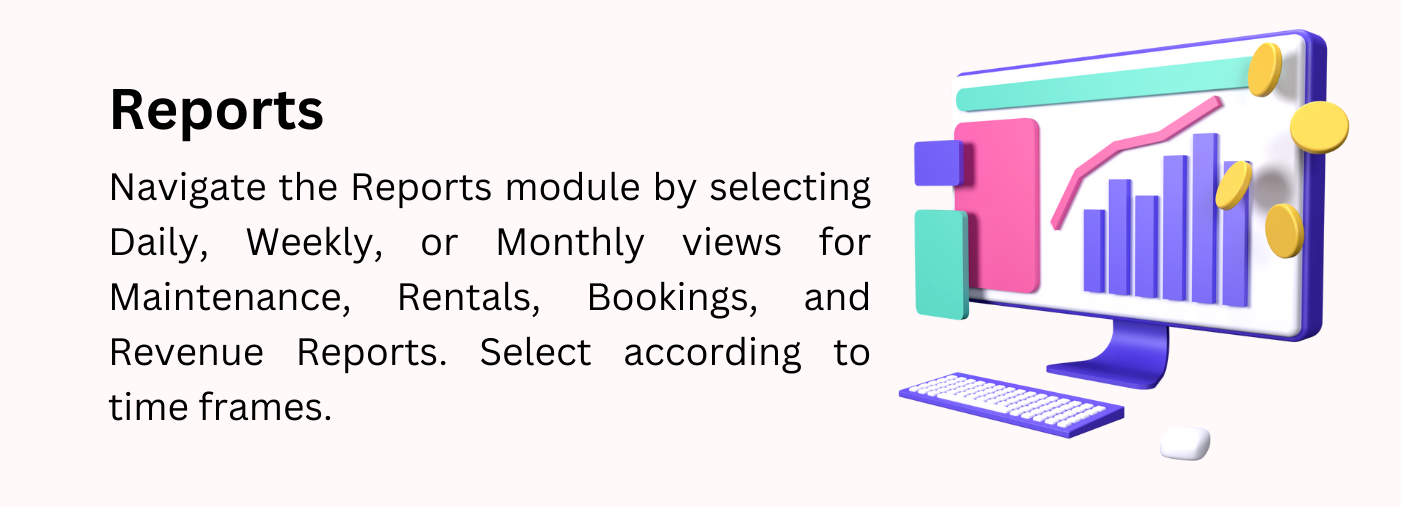 Reports
Navigate the Reports module by selecting
Daily, Weekly, or Monthly views for
Maintenance, Rentals, Bookings, and
Revenue Reports. Select according to
time frames.